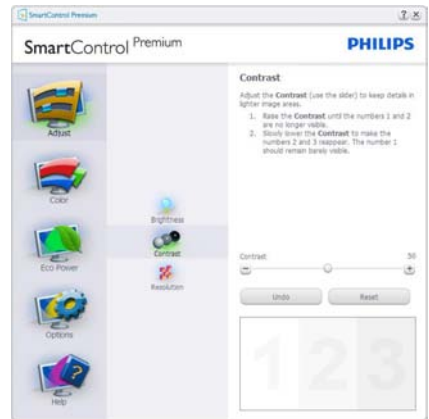 SmartControl Premium
SmartControl Premium
PHILIPS
Adjust
Color
Eco Power
Options
Help
Brightness
Contrast
Resolution
Contrast
Adjust the Contrast (use the slider) to keep details in
lighter image areas.
1. Raise the Contrast until the numbers 1 and 2
are no longer visible.
2. Slowly lower the Contrast to make the
numbers 2 and 3 reappear. The number 1
should remain barely visible.
Contrast
50
Undo
Reset
1 2 3